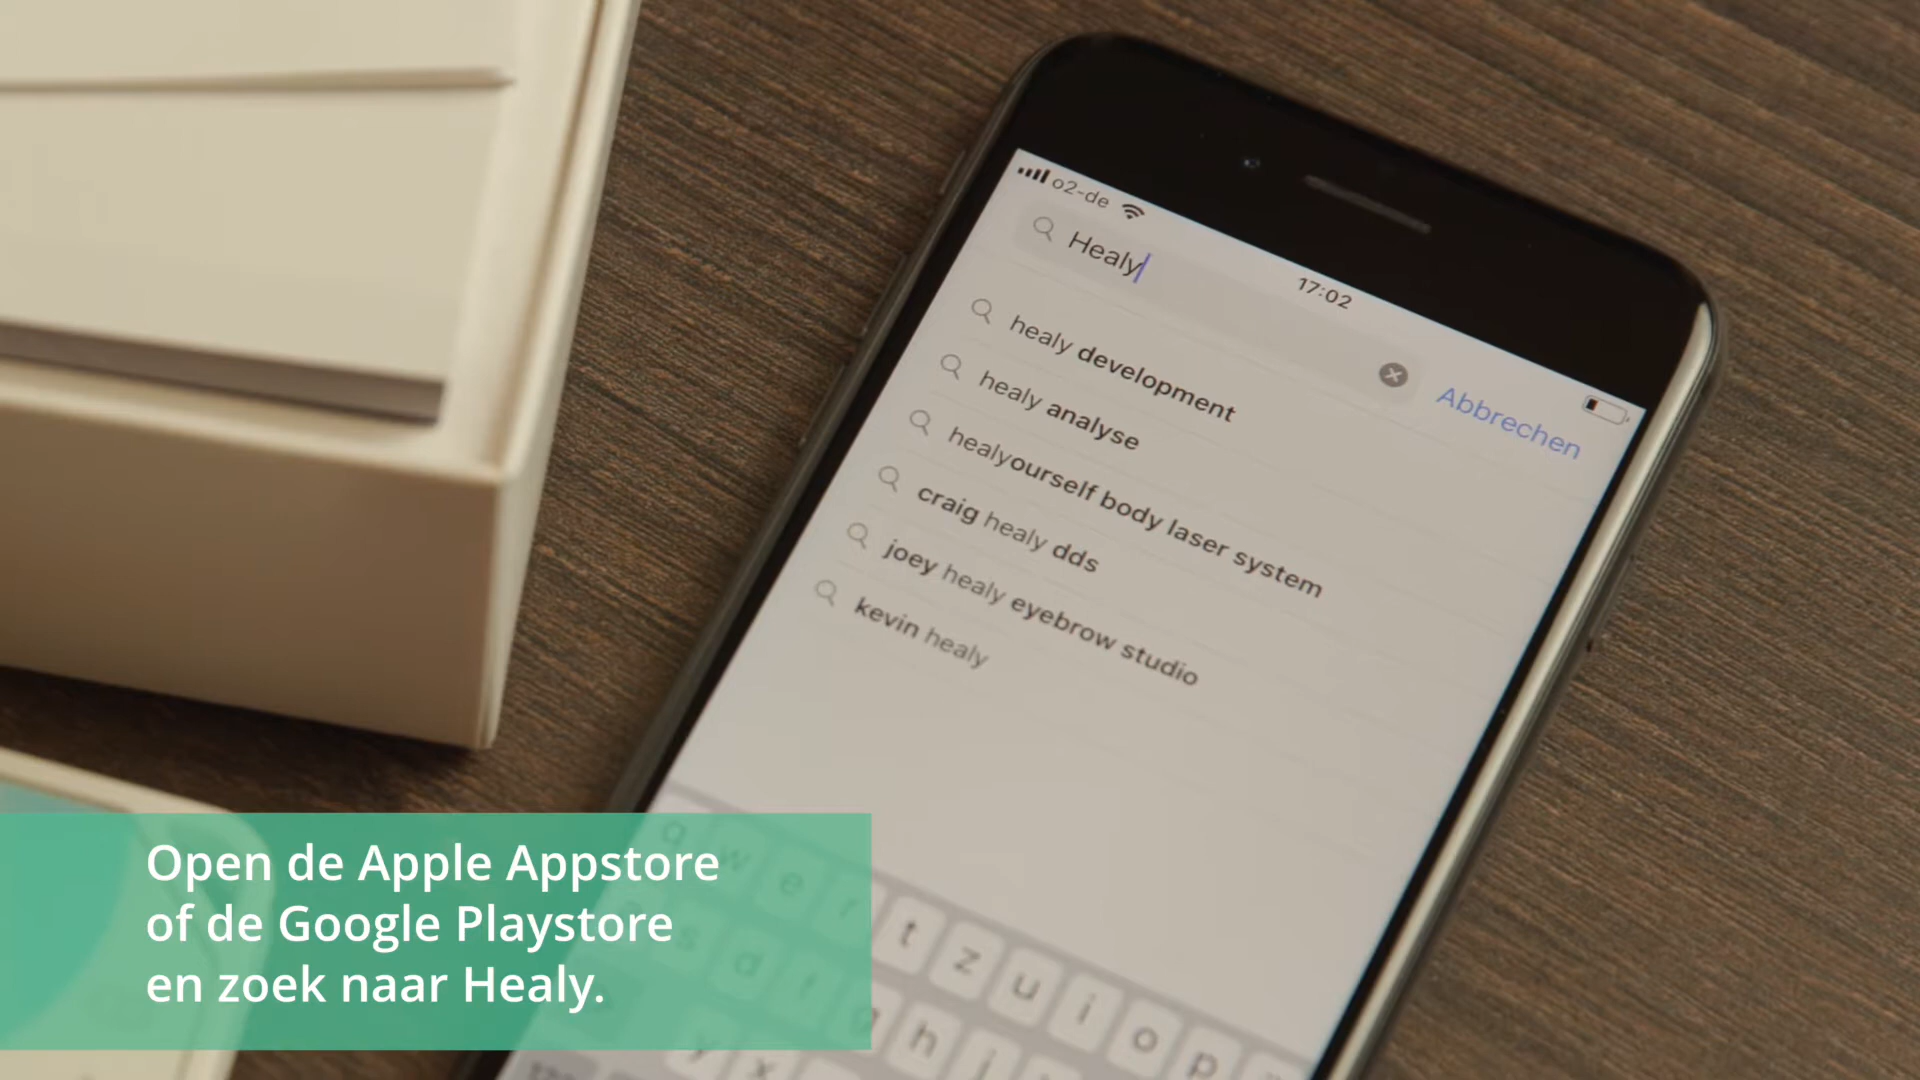 o2-de
17:02
Healy
Abbrechen
healy development
healy analyse
healyourself body laser system
craig healy dds
joey healy eyebrow studio
kevin healy
q w e r t z u i o p
a s d f g h j
y x
123
Open de Apple Appstore
of de Google Playstore
en zoek naar Healy.